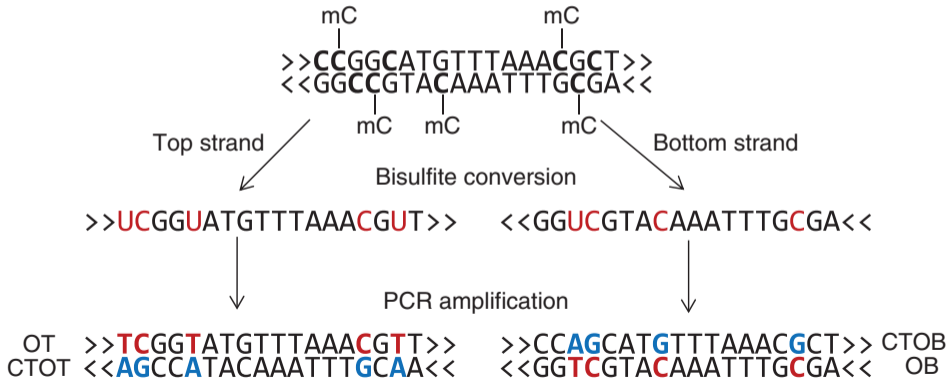 mC mC
>>CCGGCATGTTTAAACGCT>>
<<GGCCGTACAAATTTGCGA<<
mC mC mC
Top strand Bottom strand
Bisulfite conversion
>>UCGGUATGTTTAAACGUT>> <<GGUCGTACAAATTTGCGA<<
PCR amplification
OT >>TCGGTATGTTTAAACGTT>> >>CCAGCATGTTTAAACGCT>> CTOB
CTOT <<AGCCATACAAATTTGCAA<< <<GGTCGTACAAATTTGCGA<< OB